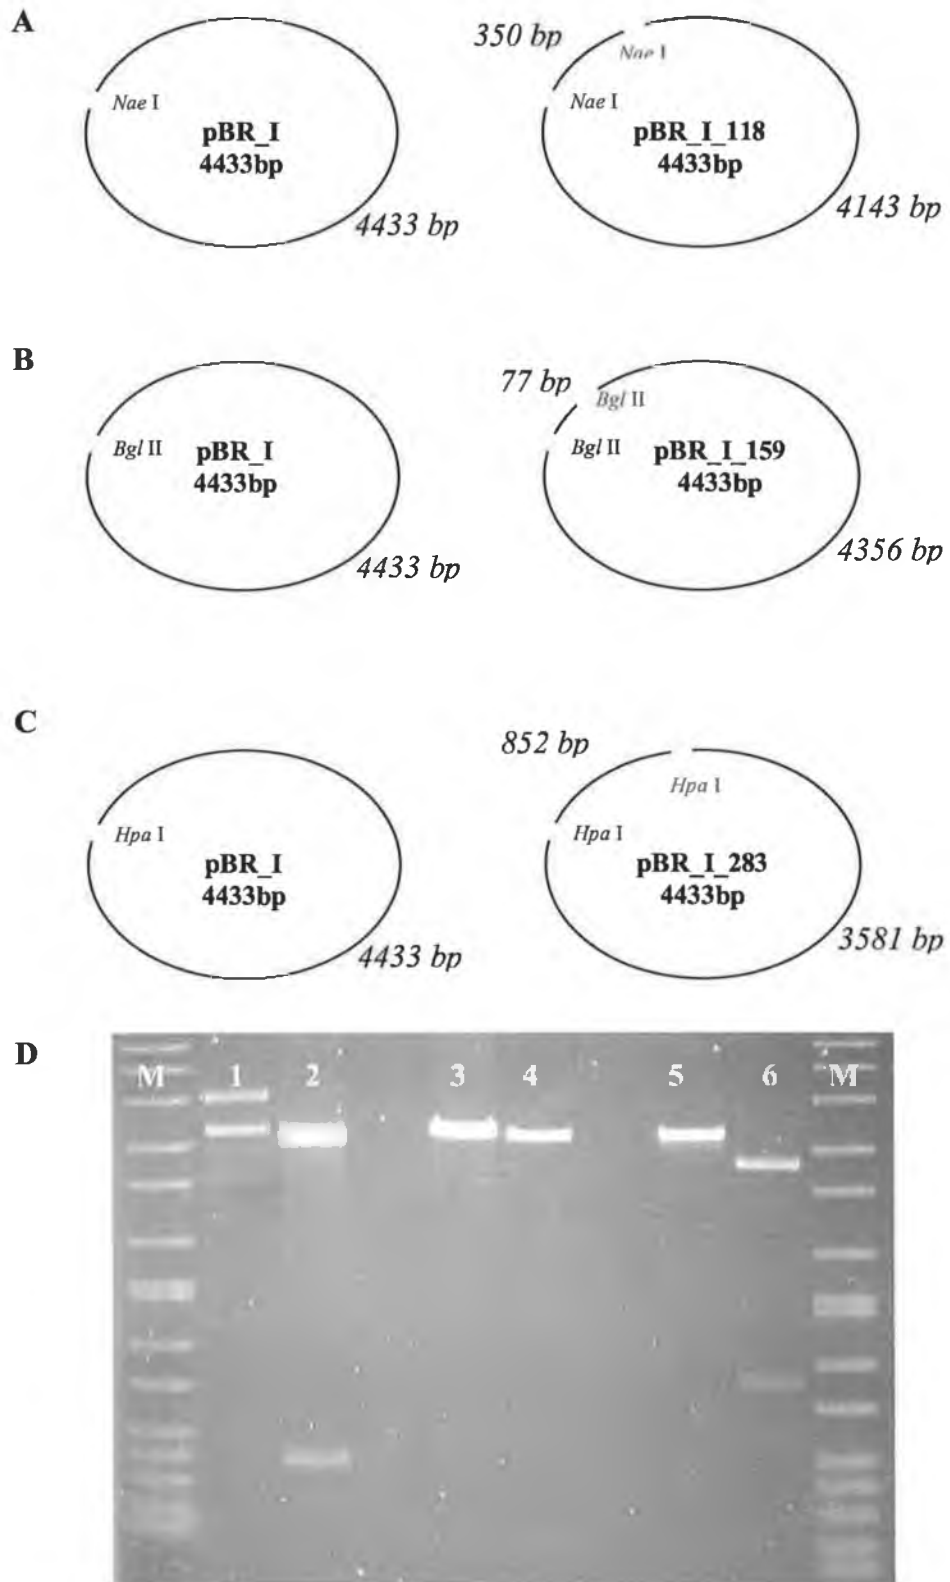 A
350 bp
Nae I
Nae I
Nae I
pBR_I
4433bp
pBR_I_118
4433bp
4433 bp
4143 bp
B
77 bp
Bgl II
Bgl II
Bgl II
pBR_I
4433bp
pBR_I_159
4433bp
4433 bp
4356 bp
C
852 bp
Hpa I
Hpa I
Hpa I
pBR_I
4433bp
pBR_I_283
4433bp
4433 bp
3581 bp
D
M 1 2 3 4 5 6 M